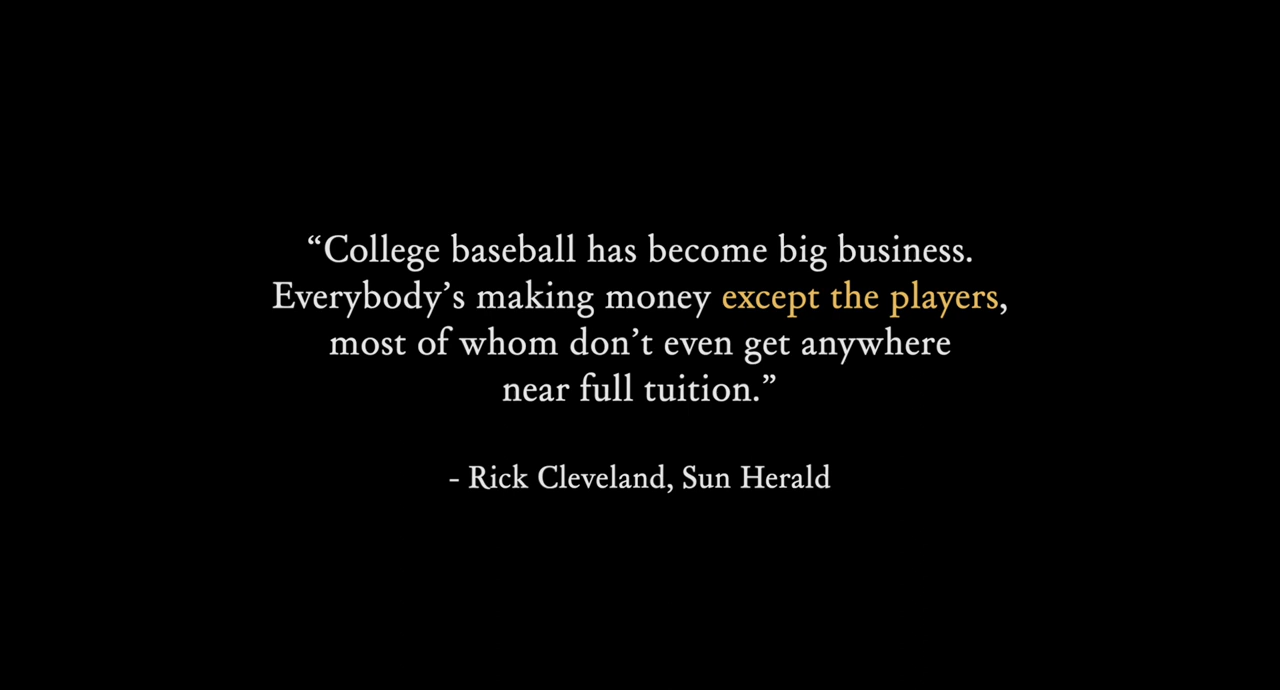 “College baseball has become big business.
Everybody’s making money except the players,
most of whom don’t even get anywhere
near full tuition.”
- Rick Cleveland, Sun Herald